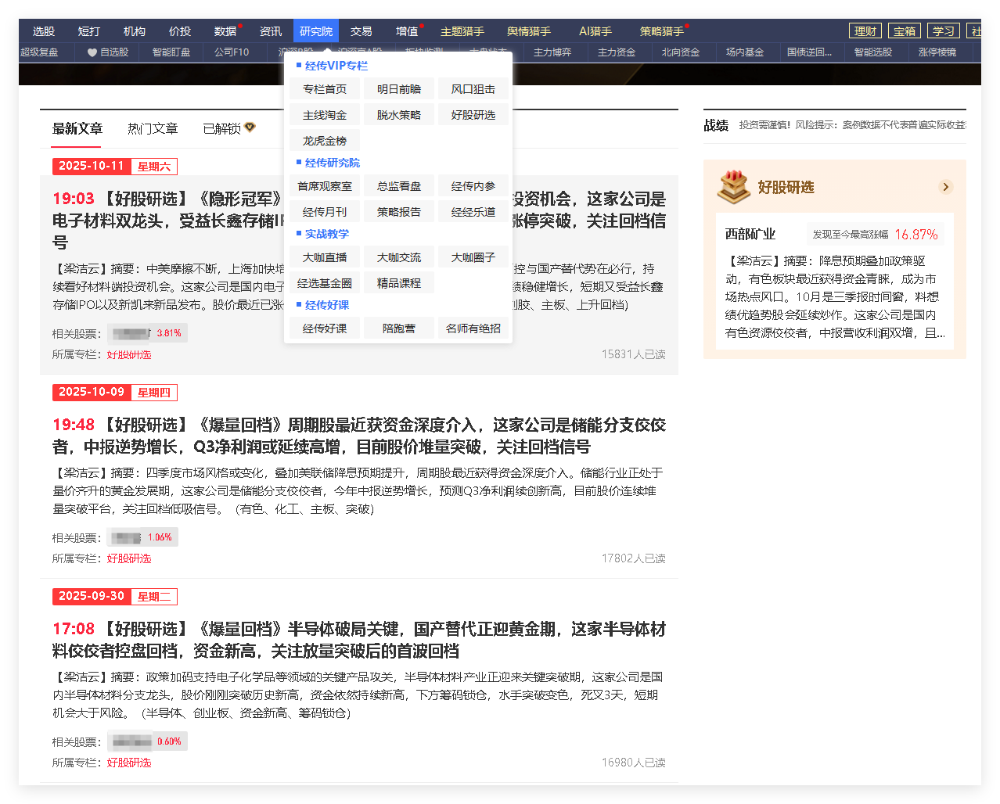 选股 短打 机构 价投 数据 资讯 研究院 交易 增值 主题猎手 舆情猎手 AI猎手 策略猎手 理财 宝箱 学习 社
超级复盘 自选股 智能盯盘 公司F10 主力博弈 主力资金 北向资金 场内基金 国债逆回... 智能选股 涨停棱镜
经传VIP专栏
专栏首页 明日前瞻 风口狙击
主线淘金 脱水策略 好股研选
龙虎金榜
经传研究院
首席观察室 总监看盘 经传内参
经传月刊 策略报告 经经乐道
实战教学
大咖直播 大咖交流 大咖圈子
经选基金圈 精品课程
经传好课
经传好课 陪跑营 名师有绝招
最新文章 热门文章 已解锁
2025-10-11 星期六
19:03 【好股研选】《隐形冠军》 投资机会，这家公司是
电子材料双龙头，受益长鑫存储I 涨停突破，关注回档信
号
【梁洁云】摘要：中美摩擦不断，上海加快培 控与国产替代势在必行，持
续看好材料端投资机会。这家公司是国内电子 绩稳健增长，短期又受益长鑫
存储IPO以及新凯来新品发布。股价最近已涨 刻胶、主板、上升回档）
相关股票： 3.81%
所属专栏：好股研选 15831人已读
2025-10-09 星期四
19:48 【好股研选】《爆量回档》周期股最近获资金深度介入，这家公司是储能分支佼佼
者，中报逆势增长，Q3净利润或延续高增，目前股价堆量突破，关注回档信号
【梁洁云】摘要：四季度市场风格或变化，叠加美联储降息预期提升，周期股最近获得资金深度介入。储能行业正处于
量价齐升的黄金发展期，这家公司是储能分支佼佼者，今年中报逆势增长，预测Q3净利润续创新高，目前股价连续堆
量突破平台，关注回档低吸信号。（有色、化工、主板、突破）
相关股票： 1.06%
所属专栏：好股研选 17802人已读
2025-09-30 星期二
17:08 【好股研选】《爆量回档》半导体破局关键，国产替代正迎黄金期，这家半导体材
料佼佼者控盘回档，资金新高，关注放量突破后的首波回档
【梁洁云】摘要：政策加码支持电子化学品等领域的关键产品攻关，半导体材料产业正迎来关键突破期，这家公司是国
内半导体材料分支龙头，股价刚刚突破历史新高，资金依然持续新高，下方筹码锁仓，水手突破变色，死叉3天，短期
机会大于风险。（半导体、创业板、资金新高、筹码锁仓）
相关股票： 0.60%
所属专栏：好股研选 16980人已读
战绩 投资需谨慎！风险提示：案例数据不代表普遍实际收益
好股研选
西部矿业 发现至今最高涨幅 16.87%
【梁洁云】摘要：降息预期叠加政策驱
动，有色板块最近获得资金青睐，成为市
场热点风口。10月是三季报时间窗，料想
绩优趋势股会延续炒作。这家公司是国内
有色资源佼佼者，中报营收利润双增，且...